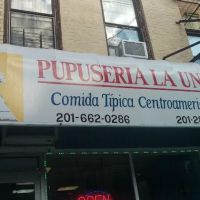 PUPUSERIA LA UN
Comida Típica Centroameri
201-662-0286 201-2
OPEN